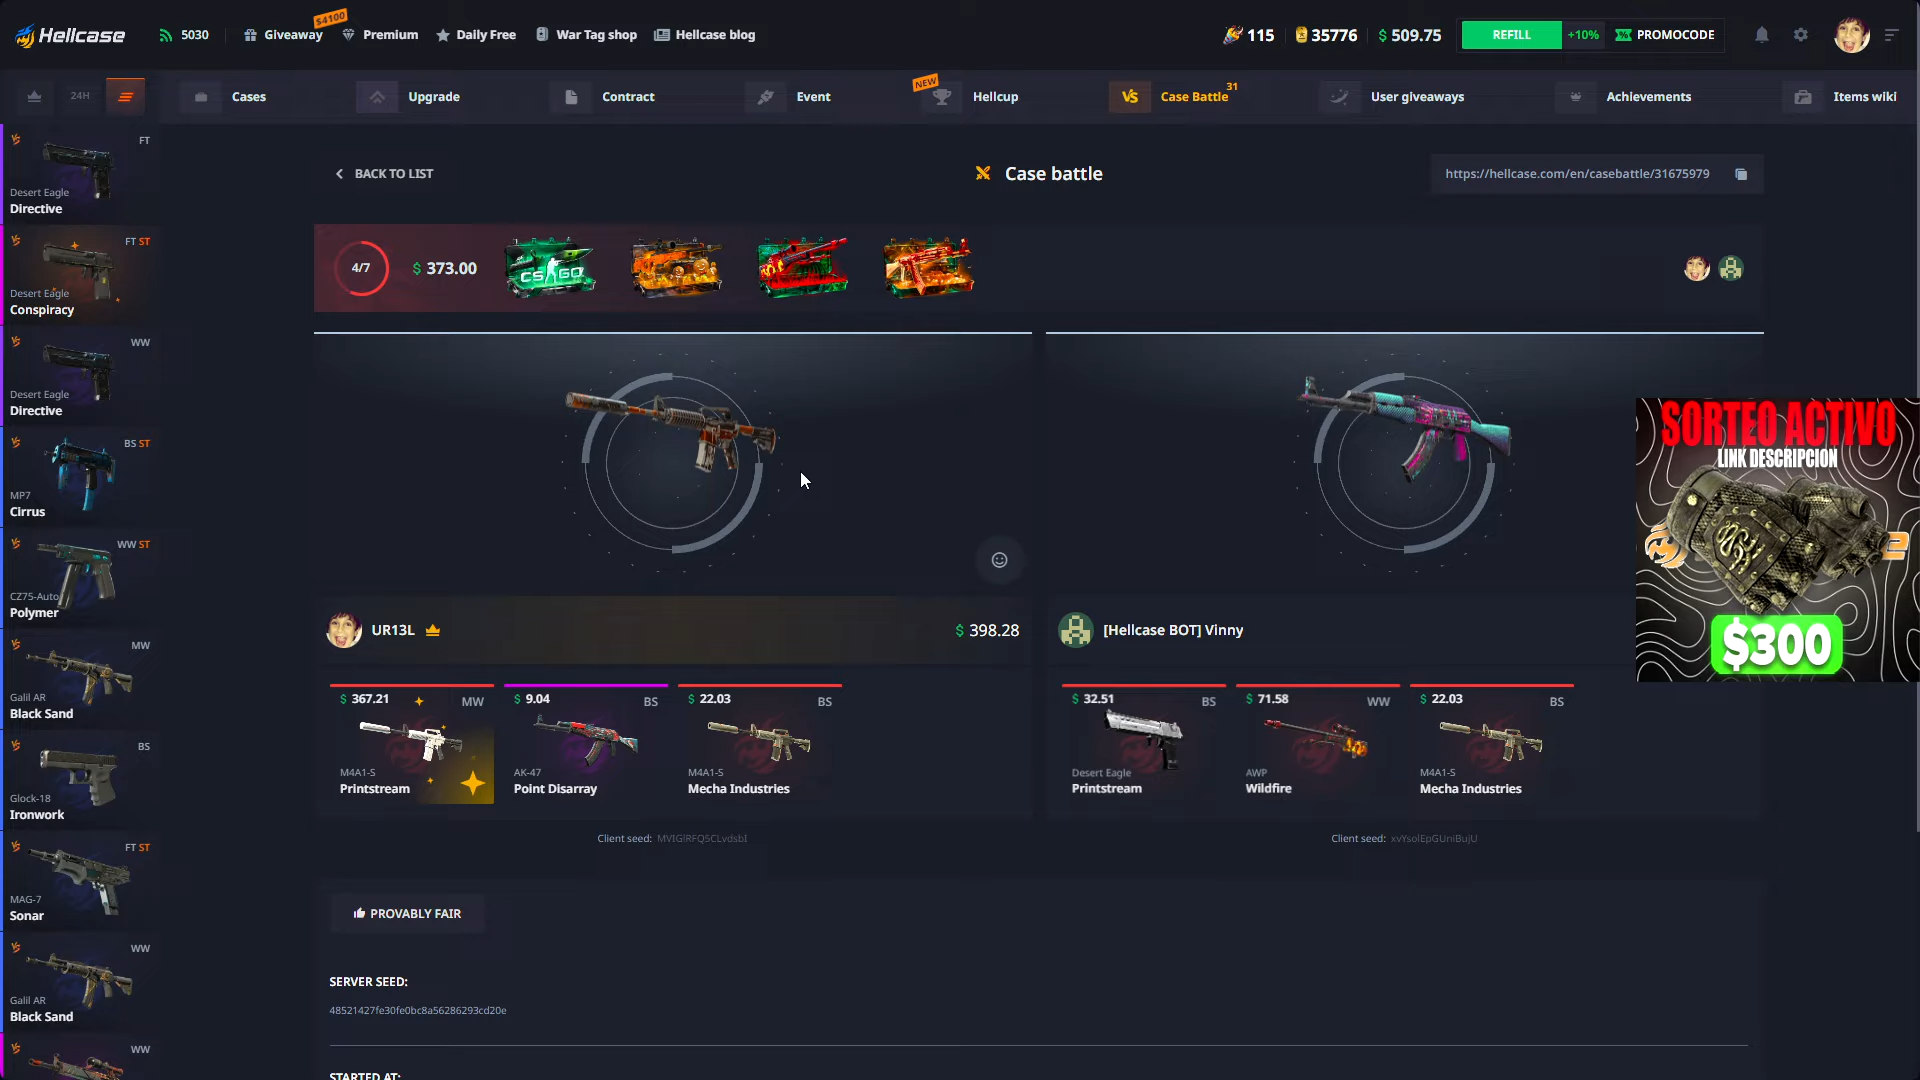 Hellcase
5030
Giveaway
$4100
Premium
Daily Free
War Tag shop
Hellcase blog
115
35776
$ 509.75
REFILL
+10%
PROMOCODE
24H
Cases
Upgrade
Contract
Event
NEW
Hellcup
VS
Case Battle
31
User giveaways
Achievements
Items wiki
FT
Desert Eagle
Directive
FT ST
Desert Eagle
Conspiracy
WW
Desert Eagle
Directive
BS ST
MP7
Cirrus
WW ST
CZ75-Auto
Polymer
MW
Galil AR
Black Sand
BS
Glock-18
Ironwork
FT ST
MAG-7
Sonar
WW
Galil AR
Black Sand
WW
BACK TO LIST
Case battle
https://hellcase.com/en/casebattle/31675979
4/7
$ 373.00
CS GO
SORTEO ACTIVO
LINK DESCRIPCION
$300
UR13L
$ 398.28
[Hellcase BOT] Vinny
$ 367.21
MW
M4A1-S
Printstream
$ 9.04
BS
AK-47
Point Disarray
$ 22.03
BS
M4A1-S
Mecha Industries
$ 32.51
BS
Desert Eagle
Printstream
$ 71.58
WW
AWP
Wildfire
$ 22.03
BS
M4A1-S
Mecha Industries
Client seed:
Client seed:
PROVABLY FAIR
SERVER SEED:
48521427fe30fe0bc8a56286293cd20e
STARTED AT: